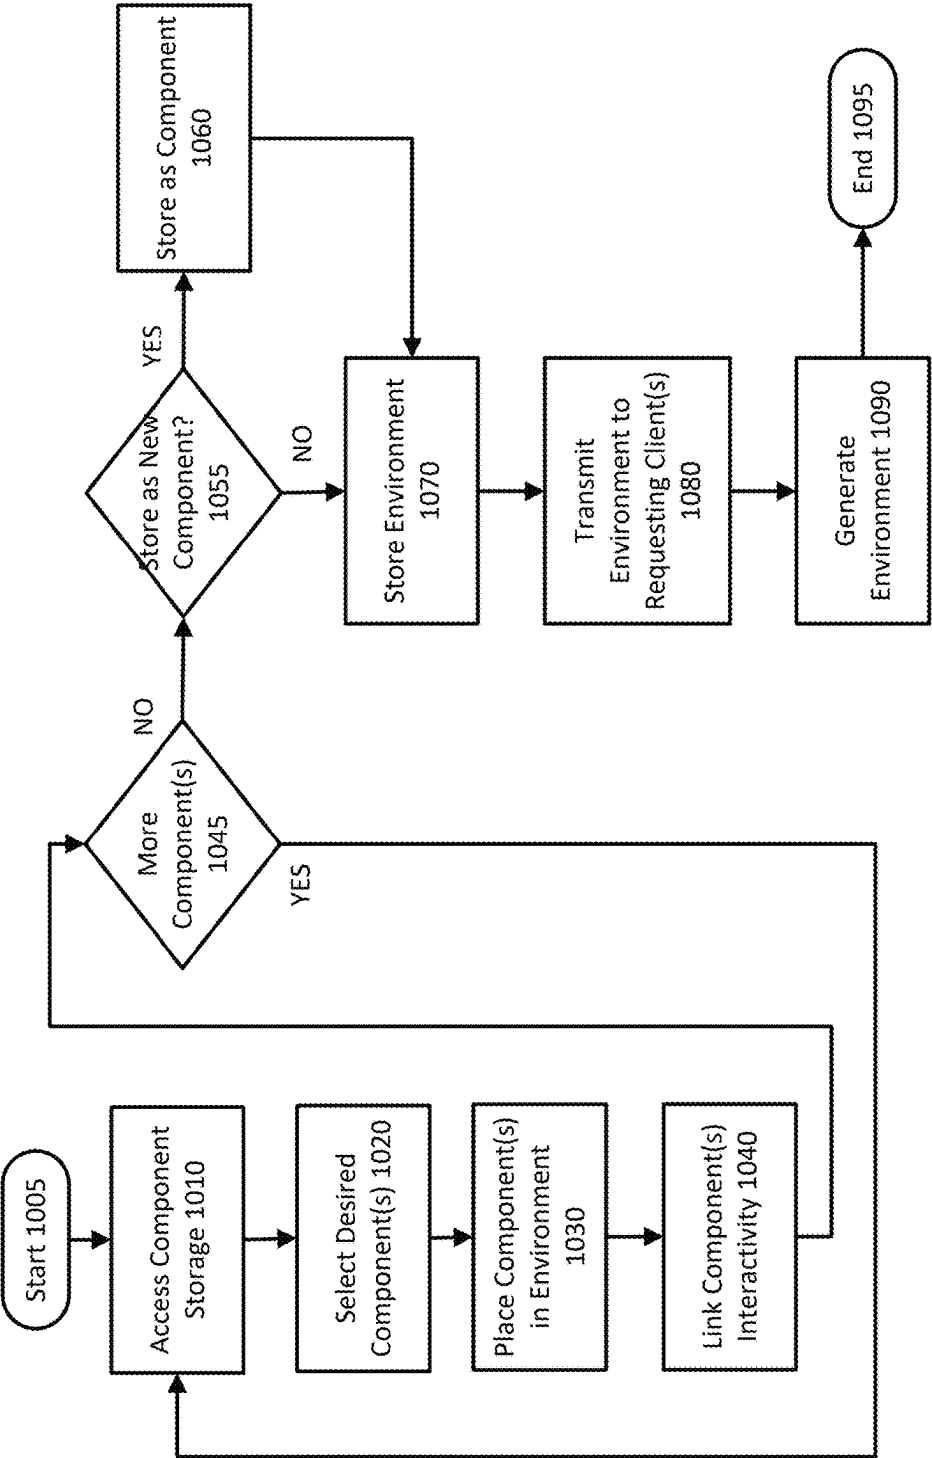 Start 1005
Access Component
Storage 1010
Select Desired
Component(s) 1020
Place Component(s)
in Environment
1030
Link Component(s)
Interactivity 1040
More
Component(s)
1045
NO
YES
Store as New
Component?
1055
YES
NO
Store as Component
1060
Store Environment
1070
Transmit
Environment to
Requesting Client(s)
1080
Generate
Environment 1090
End 1095